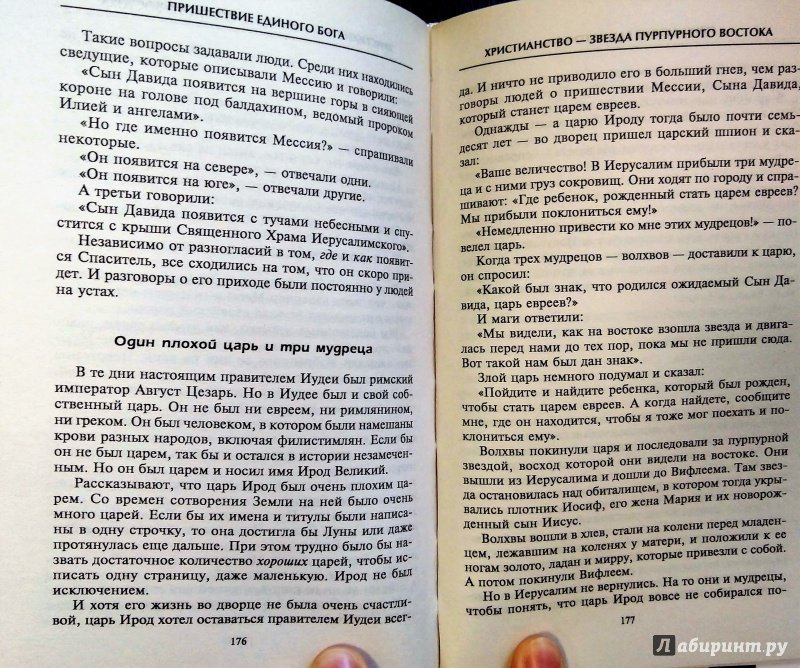 ПРИШЕСТВИЕ ЕДИНОГО БОГА
Такие вопросы задавали люди. Среди них находились
сведущие, которые описывали Мессию и говорили:
«Сын Давида появится на вершине горы в сияющей
короне на голове под балдахином, ведомый пророком
Илией и ангелами».
«Но где именно появится Мессия?» — спрашивали
некоторые.
«Он появится на севере», — отвечали одни.
«Он появится на юге», — отвечали другие.
А третьи говорили:
«Сын Давида появится с тучами небесными и спу-
стится с крыши Священного Храма Иерусалимского».
Независимо от разногласий в том, где и как появит-
ся Спаситель, все сходились на том, что он скоро при-
дет. И разговоры о его приходе были постоянно у людей
на устах.
Один плохой царь и три мудреца
В те дни настоящим правителем Иудеи был римский
император Август Цезарь. Но в Иудее был и свой соб-
ственный царь. Он не был ни евреем, ни римлянином,
ни греком. Он был человеком, в котором были намешаны
крови разных народов, включая филистимлян. Если бы
он не был царем, так бы и остался в истории незамечен-
ным. Но он был царем и носил имя Ирод Великий.
Рассказывают, что царь Ирод был очень плохим ца-
рем. Со времен сотворения Земли на ней было очень
много царей. Если бы их имена и титулы были написа-
ны в одну строчку, то она достигла бы Луны или даже
протянулась еще дальше. При этом трудно было бы на-
звать достаточное количество хороших царей, чтобы ис-
писать одну страницу, даже маленькую. Ирод не был
исключением.
И хотя его жизнь во дворце не была очень счастли-
вой, царь Ирод хотел оставаться правителем Иудеи всег-
176
ХРИСТИАНСТВО — ЗВЕЗДА ПУРПУРНОГО ВОСТОКА
да. И ничто не приводило его в больший гнев, чем раз-
говоры людей о пришествии Мессии, Сына Давида,
который станет царем евреев.
Однажды — а царю Ироду тогда было почти семь-
десят лет — во дворец пришел царский шпион и ска-
зал:
«Ваше величество! В Иерусалим прибыли три мудре-
ца и с ними груз сокровищ. Они ходят по городу и спра-
шивают: «Где ребенок, рожденный стать царем евреев?
Мы прибыли поклониться ему!»
«Немедленно привести ко мне этих мудрецов!» — по-
велел царь.
Когда трех мудрецов — волхвов — доставили к царю,
он спросил:
«Какой был знак, что родился ожидаемый Сын Да-
вида, царь евреев?»
И маги ответили:
«Мы видели, как на востоке взошла звезда и двига-
лась перед нами до тех пор, пока мы не пришли сюда.
Вот такой нам был дан знак».
Злой царь немного подумал и сказал:
«Пойдите и найдите ребенка, который был рожден,
чтобы стать царем евреев. А когда найдете, сообщите
мне, где он находится, чтобы я тоже мог поехать и по-
клониться ему».
Волхвы покинули царя и последовали за пурпурной
звездой, восход которой они видели на востоке. Они
вышли из Иерусалима и дошли до Вифлеема. Там звез-
да остановилась над обиталищем, в котором тогда укры-
вались плотник Иосиф, его жена Мария и их новорож-
денный сын Иисус.
Волхвы вошли в хлев, стали на колени перед младен-
цем, лежавшим на коленях у матери, и положили к ее
ногам золото, ладан и мирру, которые привезли с собой.
А потом покинули Вифлеем.
Но в Иерусалим не вернулись. На то они и мудрецы,
чтобы понять, что царь Ирод вовсе не собирался по-
177
Лабиринт.ру